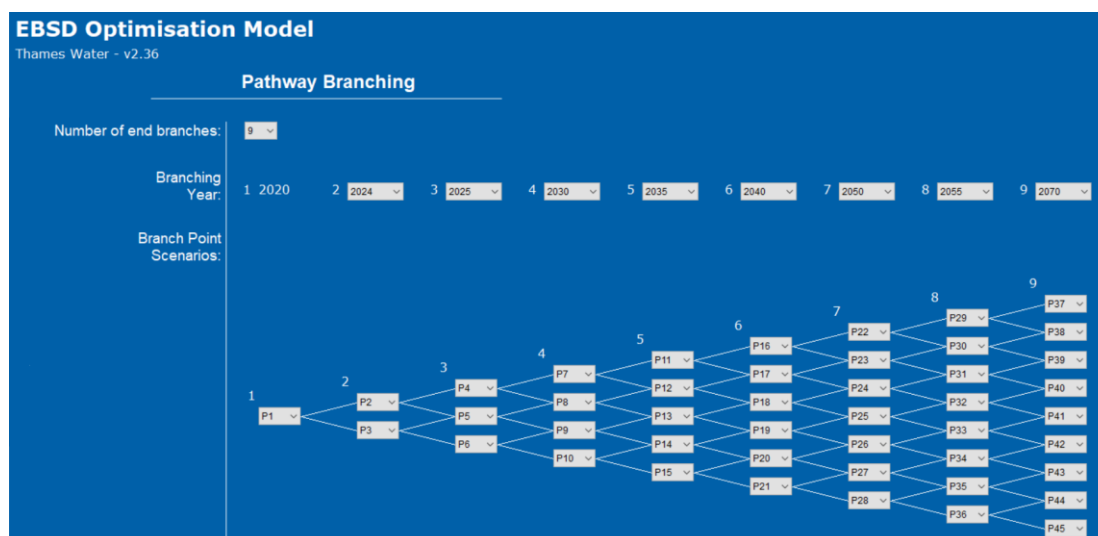 EBSD Optimisation Model
Thames Water - v2.36
Pathway Branching
Number of end branches: 9
Branching
Year:
1 2020 2 2024 3 2025 4 2030 5 2035 6 2040 7 2050 8 2055 9 2070
Branch Point
Scenarios:
1
P1
2
P2
P3
3
P4
P5
P6
4
P7
P8
P9
P10
5
P11
P12
P13
P14
P15
6
P16
P17
P18
P19
P20
P21
7
P22
P23
P24
P25
P26
P27
P28
8
P29
P30
P31
P32
P33
P34
P35
P36
9
P37
P38
P39
P40
P41
P42
P43
P44
P45